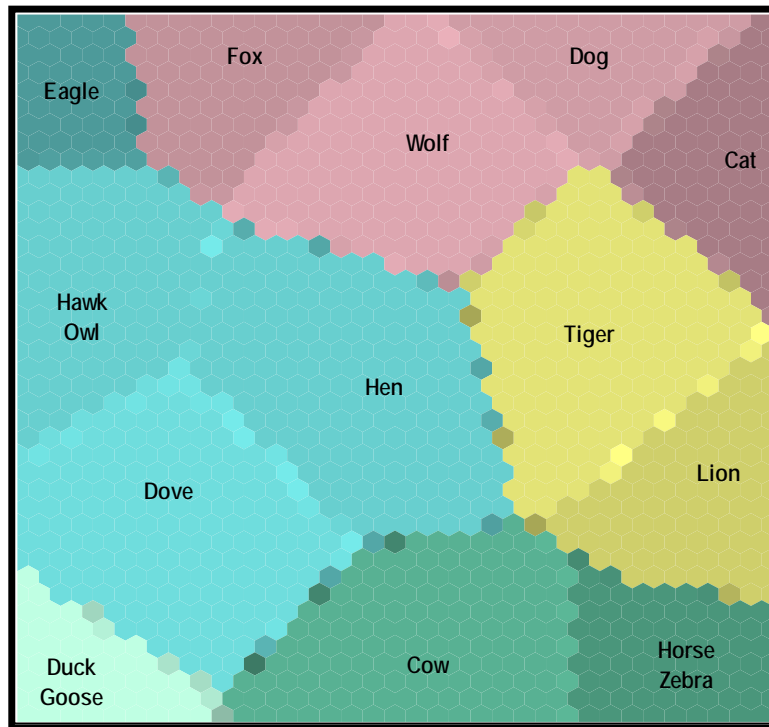 Fox
Dog
Eagle
Wolf
Cat
Hawk
Owl
Tiger
Hen
Lion
Dove
Horse
Zebra
Cow
Duck
Goose